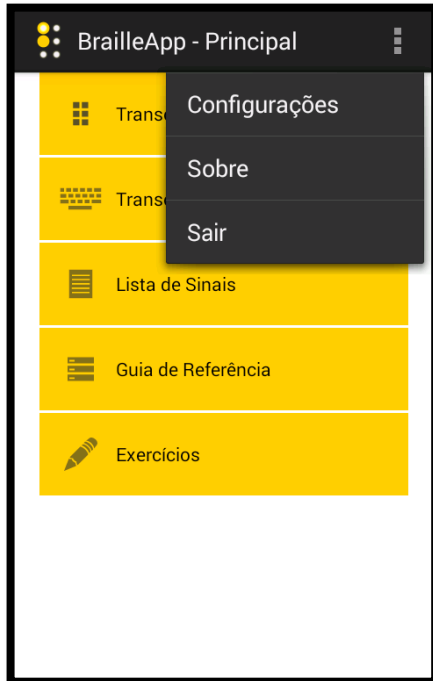 BrailleApp - Principal
Configurações
Sobre
Sair
Lista de Sinais
Guia de Referência
Exercícios